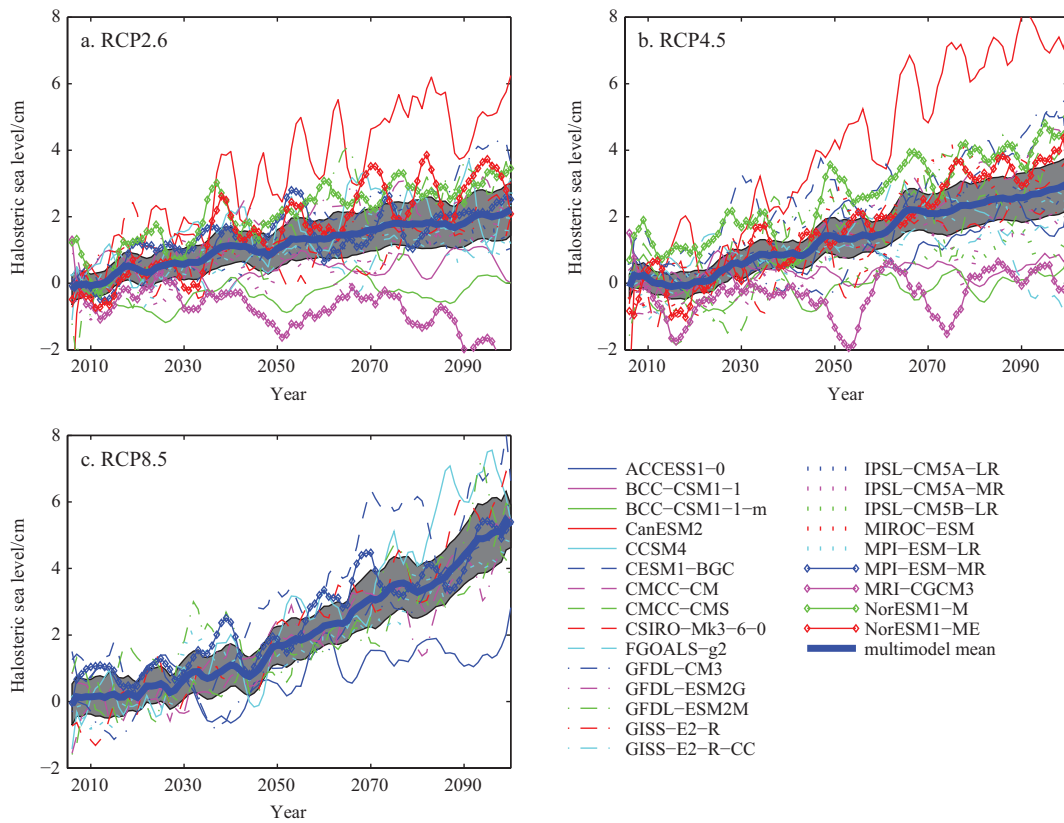 8
6
4
2
0
−2
Halosteric sea level/cm
a. RCP2.6
2010 2030 2050 2070 2090
Year
8
6
4
2
0
−2
Halosteric sea level/cm
b. RCP4.5
2010 2030 2050 2070 2090
Year
8
6
4
2
0
−2
Halosteric sea level/cm
c. RCP8.5
2010 2030 2050 2070 2090
Year
ACCESS1−0
BCC−CSM1−1
BCC−CSM1−1−m
CanESM2
CCSM4
CESM1−BGC
CMCC−CM
CMCC−CMS
CSIRO−Mk3−6−0
FGOALS−g2
GFDL−CM3
GFDL−ESM2G
GFDL−ESM2M
GISS−E2−R
GISS−E2−R−CC
IPSL−CM5A−LR
IPSL−CM5A−MR
IPSL−CM5B−LR
MIROC−ESM
MPI−ESM−LR
MPI−ESM−MR
MRI−CGCM3
NorESM1−M
NorESM1−ME
multimodel mean